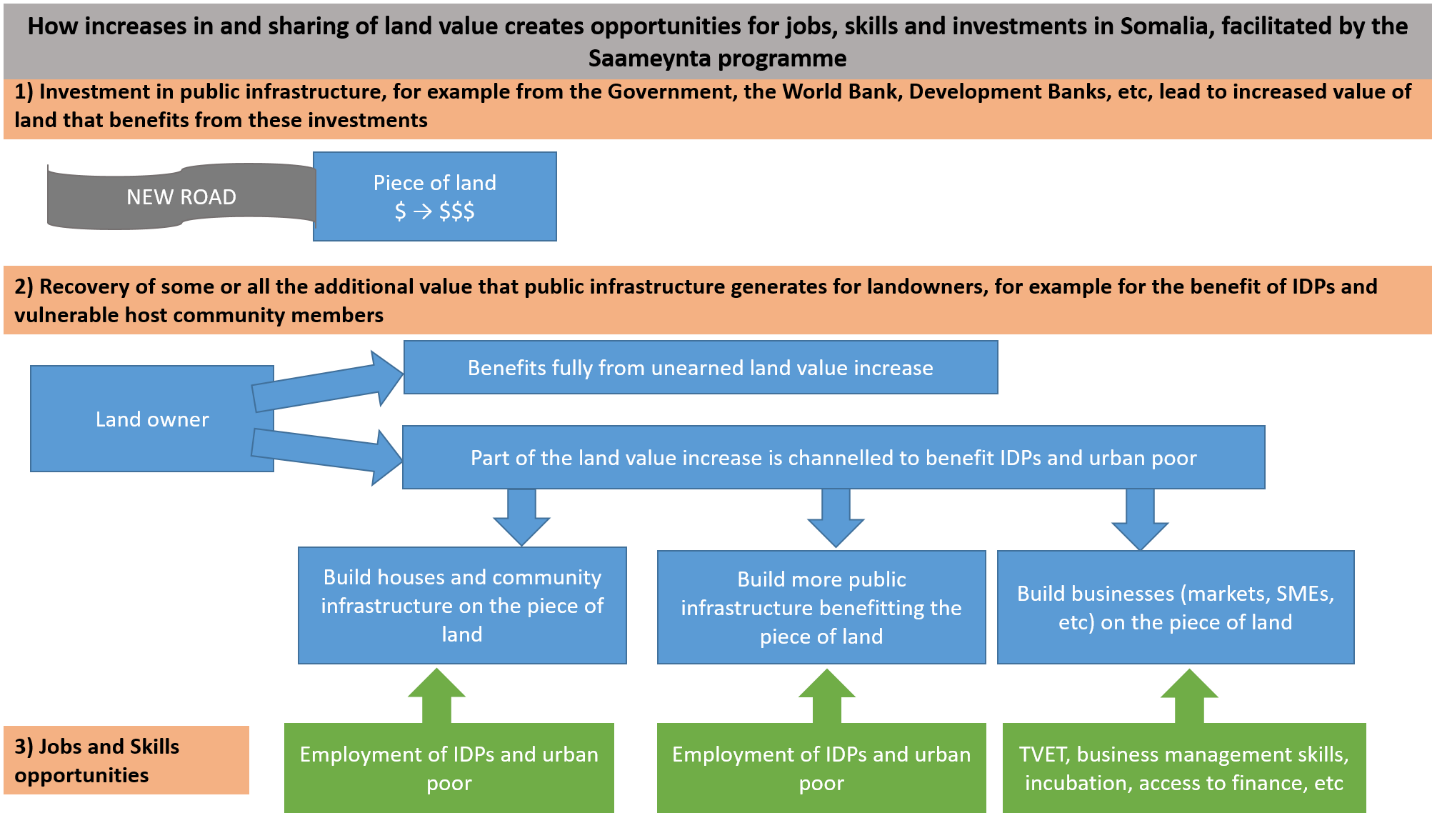 How increases in and sharing of land value creates opportunities for jobs, skills and investments in Somalia, facilitated by the
Saameynta programme
1) Investment in public infrastructure, for example from the Government, the World Bank, Development Banks, etc, lead to increased value of
land that benefits from these investments
NEW ROAD
Piece of land
$ → $$$
2) Recovery of some or all the additional value that public infrastructure generates for landowners, for example for the benefit of IDPs and
vulnerable host community members
Land owner
Benefits fully from unearned land value increase
Part of the land value increase is channelled to benefit IDPs and urban poor
Build houses and community
infrastructure on the piece of
land
Build more public
infrastructure benefitting the
piece of land
Build businesses (markets, SMEs,
etc) on the piece of land
3) Jobs and Skills
opportunities
Employment of IDPs and urban
poor
Employment of IDPs and urban
poor
TVET, business management skills,
incubation, access to finance, etc